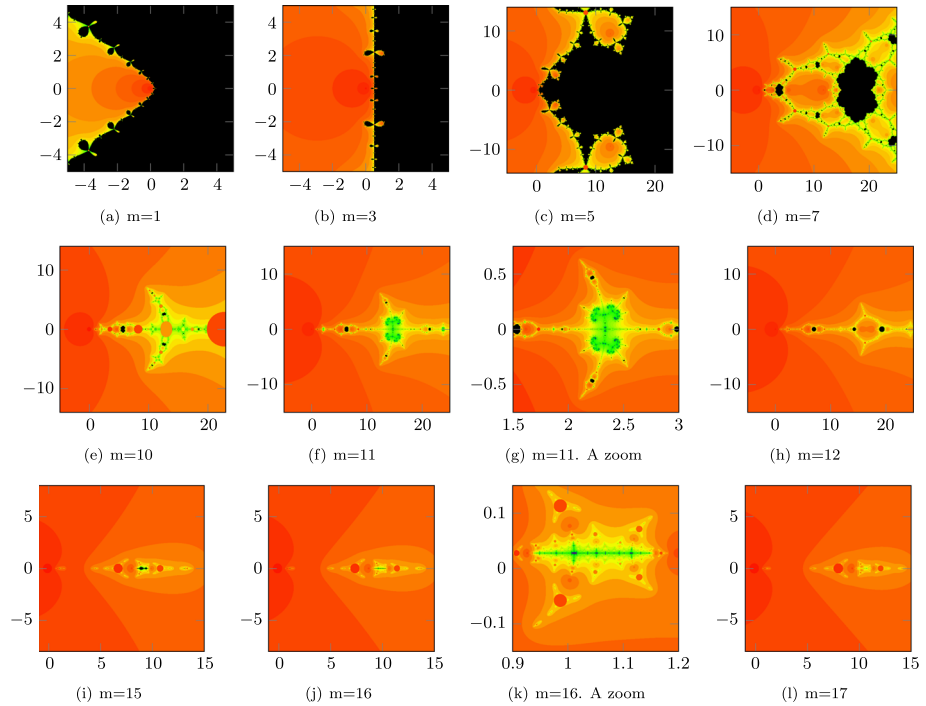 4
2
0
−2
−4
−4 −2 0 2 4
(a) m=1
4
2
0
−2
−4
−4 −2 0 2 4
(b) m=3
10
0
−10
0 10 20
(c) m=5
10
0
−10
0 10 20
(d) m=7
10
0
−10
0 10 20
(e) m=10
10
0
−10
0 10 20
(f) m=11
0.5
0
−0.5
1.5 2 2.5 3
(g) m=11. A zoom
10
0
−10
0 10 20
(h) m=12
5
0
−5
0 5 10 15
(i) m=15
5
0
−5
0 5 10 15
(j) m=16
0.1
0
−0.1
0.9 1 1.1 1.2
(k) m=16. A zoom
5
0
−5
0 5 10 15
(l) m=17